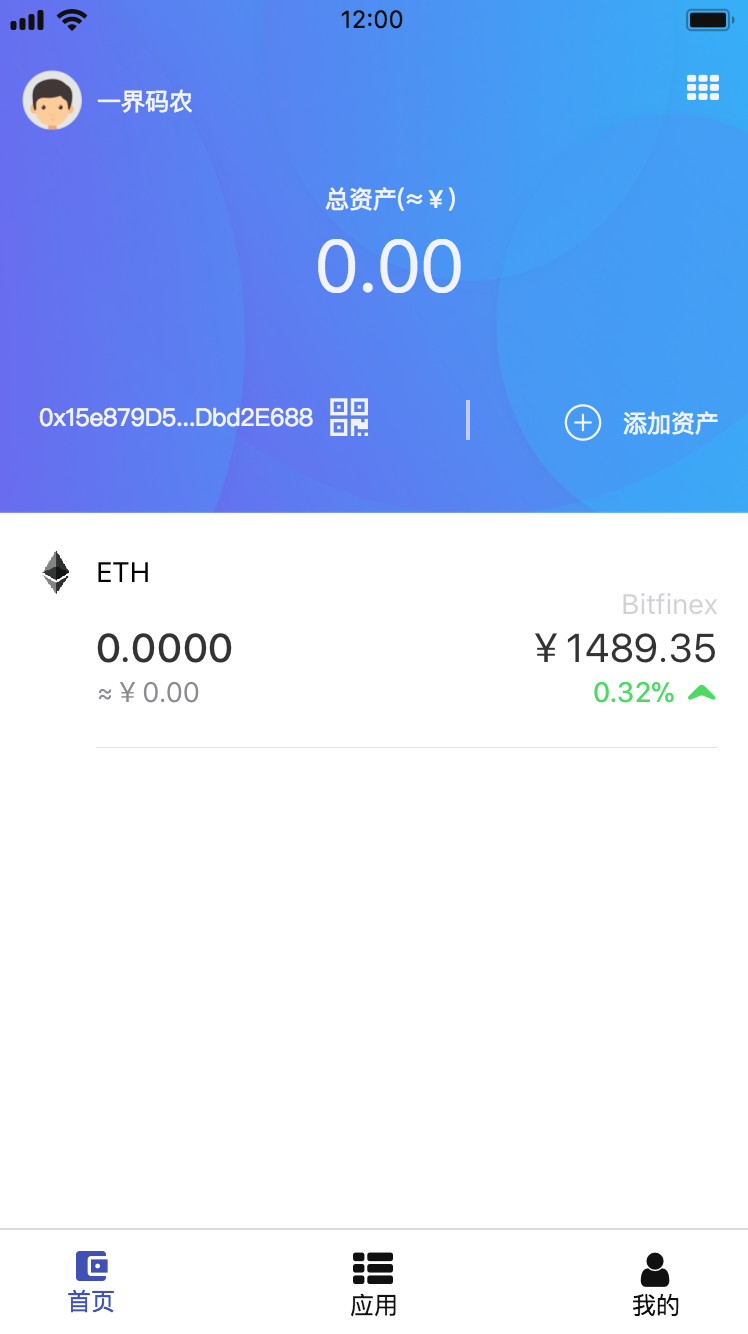 12:00
一界码农
总资产(≈￥)
0.00
0x15e879D5...Dbd2E688
添加资产
ETH
Bitfinex
0.0000
￥1489.35
≈￥0.00
0.32%
首页
应用
我的